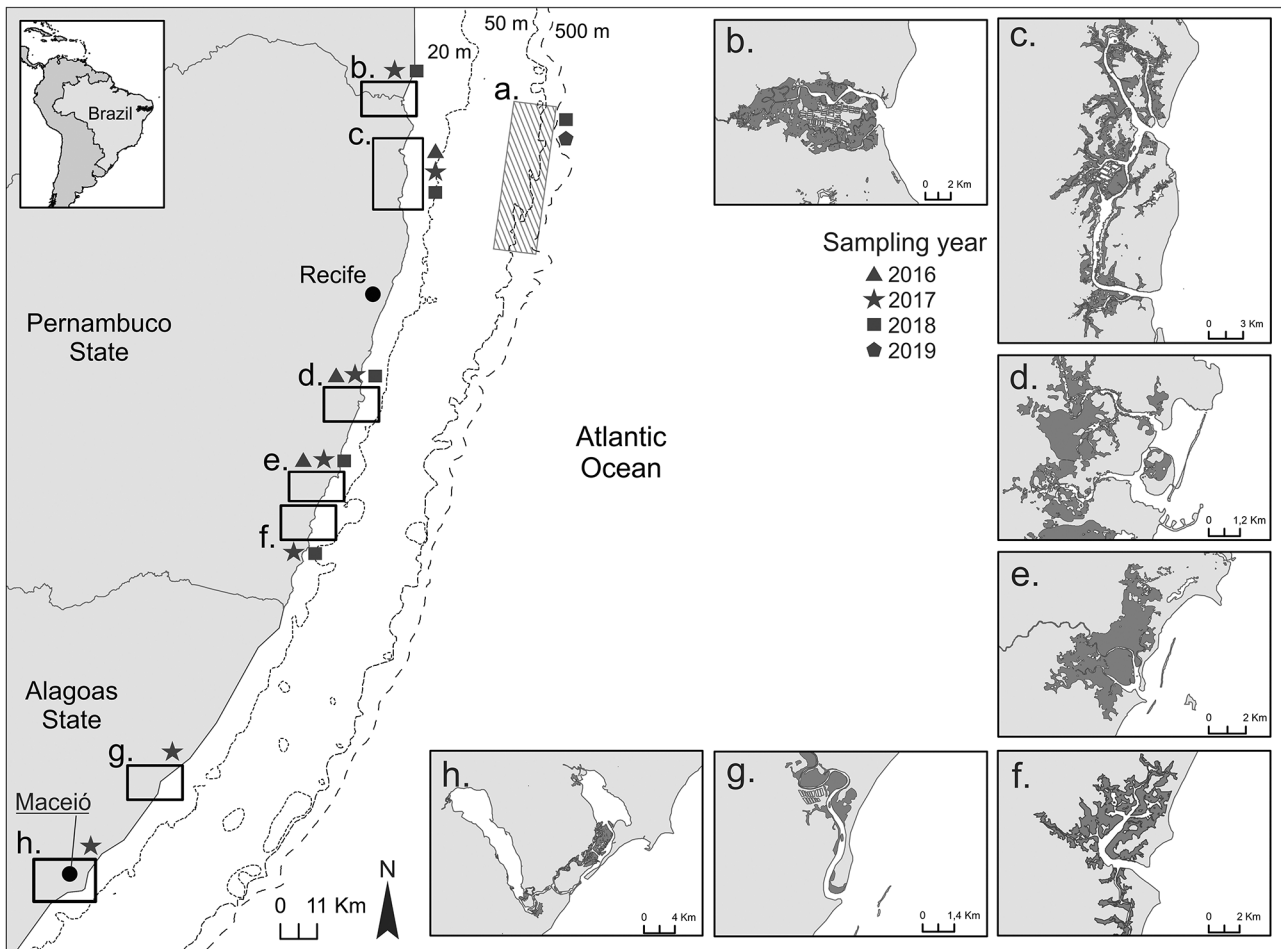 Brazil
50 m
500 m
20 m
b.
a.
c.
Recife
Pernambuco
State
d.
e.
f.
Atlantic
Ocean
Alagoas
State
g.
Maceió
h.
N
0 11 Km
Sampling year
2016
2017
2018
2019
b.
0 2 Km
c.
0 3 Km
d.
0 1,2 Km
e.
0 2 Km
h.
0 4 Km
g.
0 1,4 Km
f.
0 2 Km